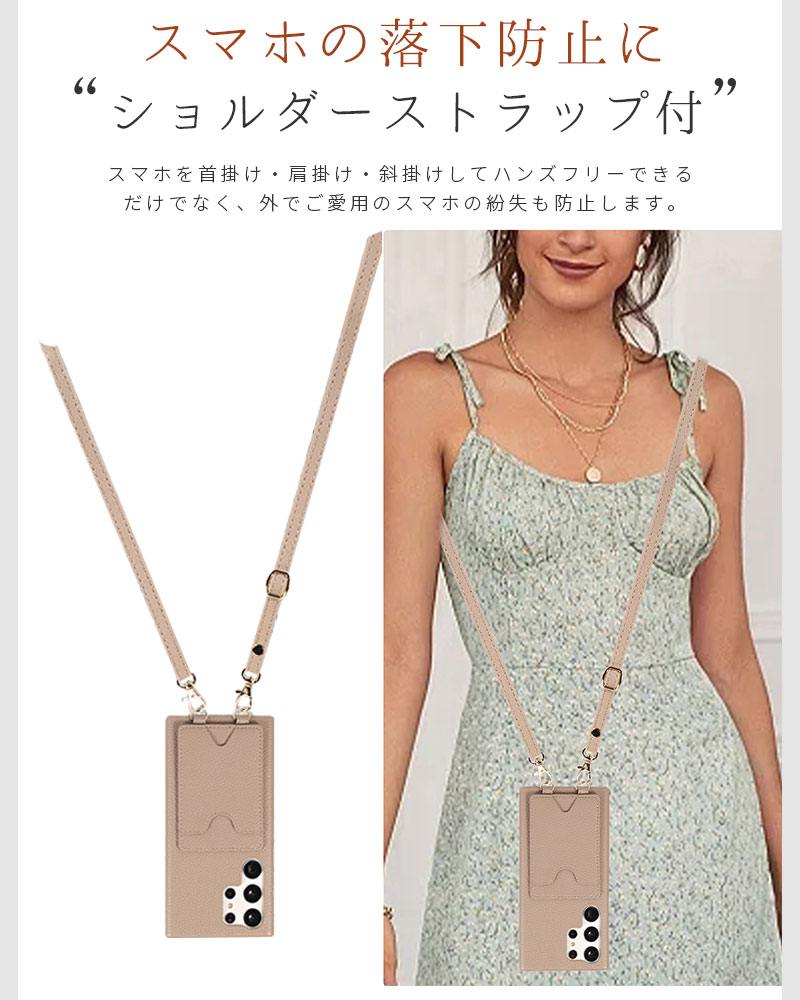 スマホの落下防止に
“ショルダーストラップ付”
スマホを首掛け・肩掛け・斜掛けしてハンズフリーできる
だけでなく、外でご愛用のスマホの紛失も防止します。